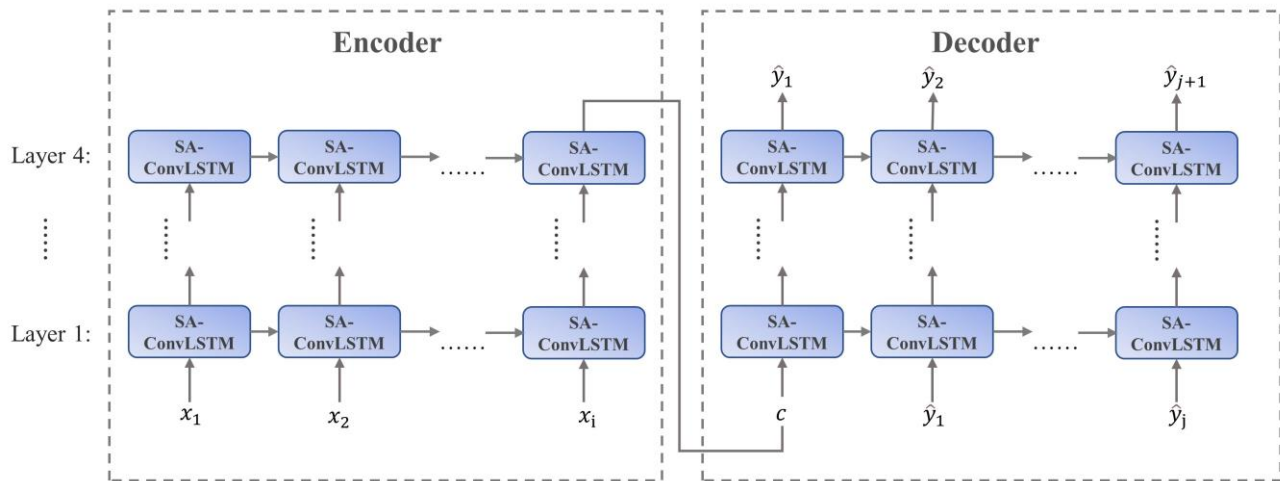 Encoder
Decoder
ŷ₁
ŷ₂
ŷⱼ₊₁
Layer 4:
SA-
ConvLSTM
SA-
ConvLSTM
......
SA-
ConvLSTM
SA-
ConvLSTM
SA-
ConvLSTM
......
SA-
ConvLSTM
Layer 1:
SA-
ConvLSTM
SA-
ConvLSTM
......
SA-
ConvLSTM
SA-
ConvLSTM
SA-
ConvLSTM
......
SA-
ConvLSTM
x₁
x₂
xᵢ
c
ŷ₁
ŷⱼ